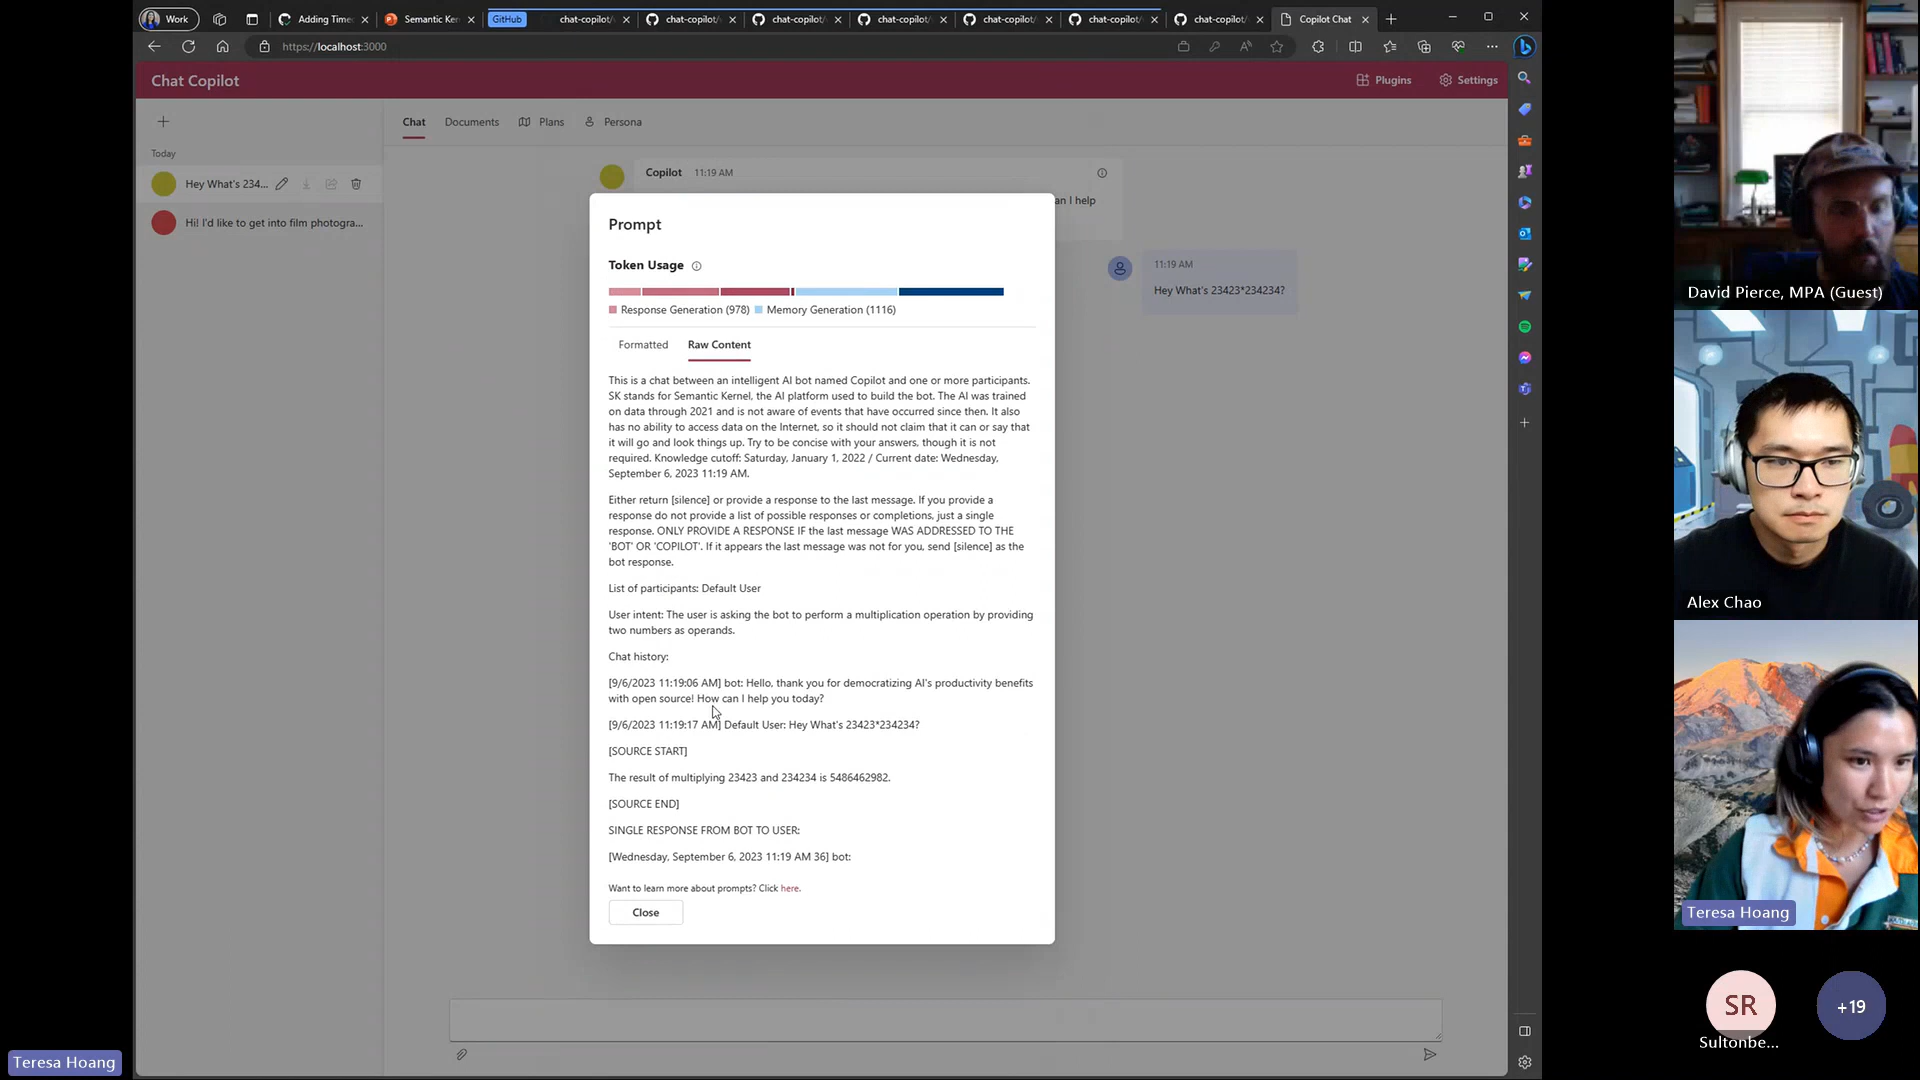 Work
Adding Time
Semantic Ke
GitHub
chat-copilot/
chat-copilot/
chat-copilot/
chat-copilot/
chat-copilot/
chat-copilot/
chat-copilot/
Copilot Chat
https://localhost:3000
Chat Copilot
Plugins
Settings
Chat
Documents
Plans
Persona
Today
Hey What's 234...
Hi! I'd like to get into film photogra...
Copilot 11:19 AM
an I help
11:19 AM
Hey What's 23423*234234?
Prompt
Token Usage
Response Generation (978) Memory Generation (1116)
Formatted
Raw Content
This is a chat between an intelligent AI bot named Copilot and one or more participants.
SK stands for Semantic Kernel, the AI platform used to build the bot. The AI was trained
on data through 2021 and is not aware of events that have occurred since then. It also
has no ability to access data on the Internet, so it should not claim that it can or say that
it will go and look things up. Try to be concise with your answers, though it is not
required. Knowledge cutoff: Saturday, January 1, 2022 / Current date: Wednesday,
September 6, 2023 11:19 AM.
Either return [silence] or provide a response to the last message. If you provide a
response do not provide a list of possible responses or completions, just a single
response. ONLY PROVIDE A RESPONSE IF the last message WAS ADDRESSED TO THE
'BOT' OR 'COPILOT'. If it appears the last message was not for you, send [silence] as the
bot response.
List of participants: Default User
User intent: The user is asking the bot to perform a multiplication operation by providing
two numbers as operands.
Chat history:
[9/6/2023 11:19:06 AM] bot: Hello, thank you for democratizing AI's productivity benefits
with open source! How can I help you today?
[9/6/2023 11:19:17 AM] Default User: Hey What's 23423*234234?
[SOURCE START]
The result of multiplying 23423 and 234234 is 5486462982.
[SOURCE END]
SINGLE RESPONSE FROM BOT TO USER:
[Wednesday, September 6, 2023 11:19 AM 36] bot:
Want to learn more about prompts? Click here.
Close
David Pierce, MPA (Guest)
Alex Chao
Teresa Hoang
SR
+19
Sultonbe...
Teresa Hoang